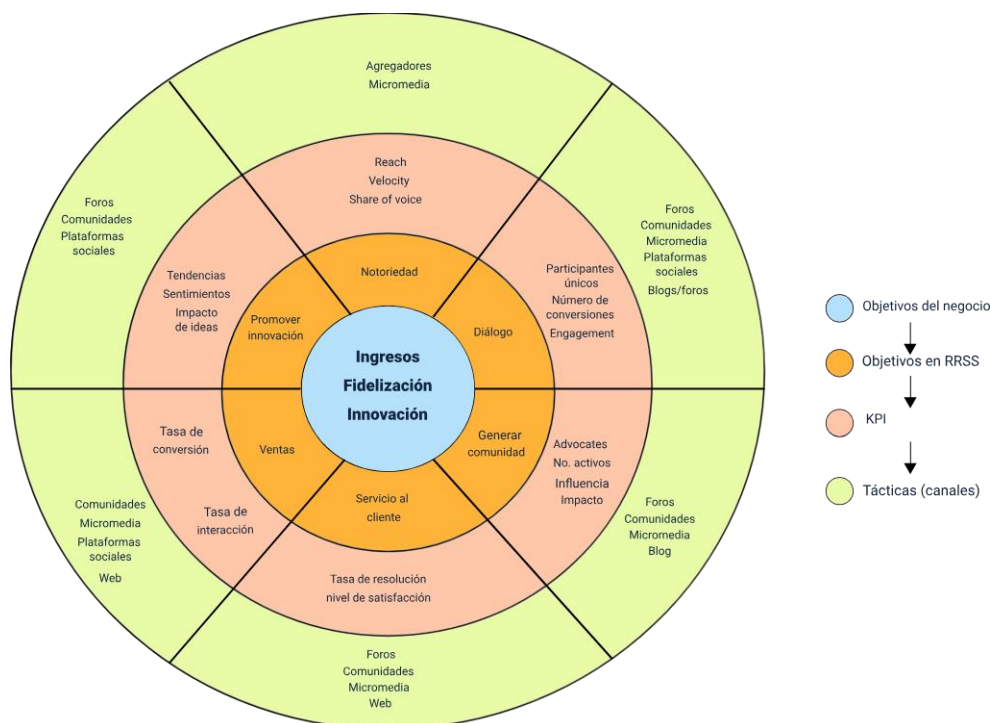 Agregadores
Micromedia
Reach
Velocity
Share of voice
Notoriedad
Foros
Comunidades
Plataformas
sociales
Tendencias
Sentimientos
Impacto
de ideas
Promover
innovación
Diálogo
Participantes
únicos
Número de
conversiones
Engagement
Foros
Comunidades
Micromedia
Plataformas
sociales
Blogs/foros
Ingresos
Fidelización
Innovación
Comunidades
Micromedia
Plataformas
sociales
Web
Tasa de
conversión
Tasa de
interacción
Ventas
Servicio al
cliente
Generar
comunidad
Advocates
No. activos
Influencia
Impacto
Foros
Comunidades
Micromedia
Blog
Tasa de resolución
nivel de satisfacción
Foros
Comunidades
Micromedia
Web
Objetivos del negocio
Objetivos en RRSS
KPI
Tácticas (canales)